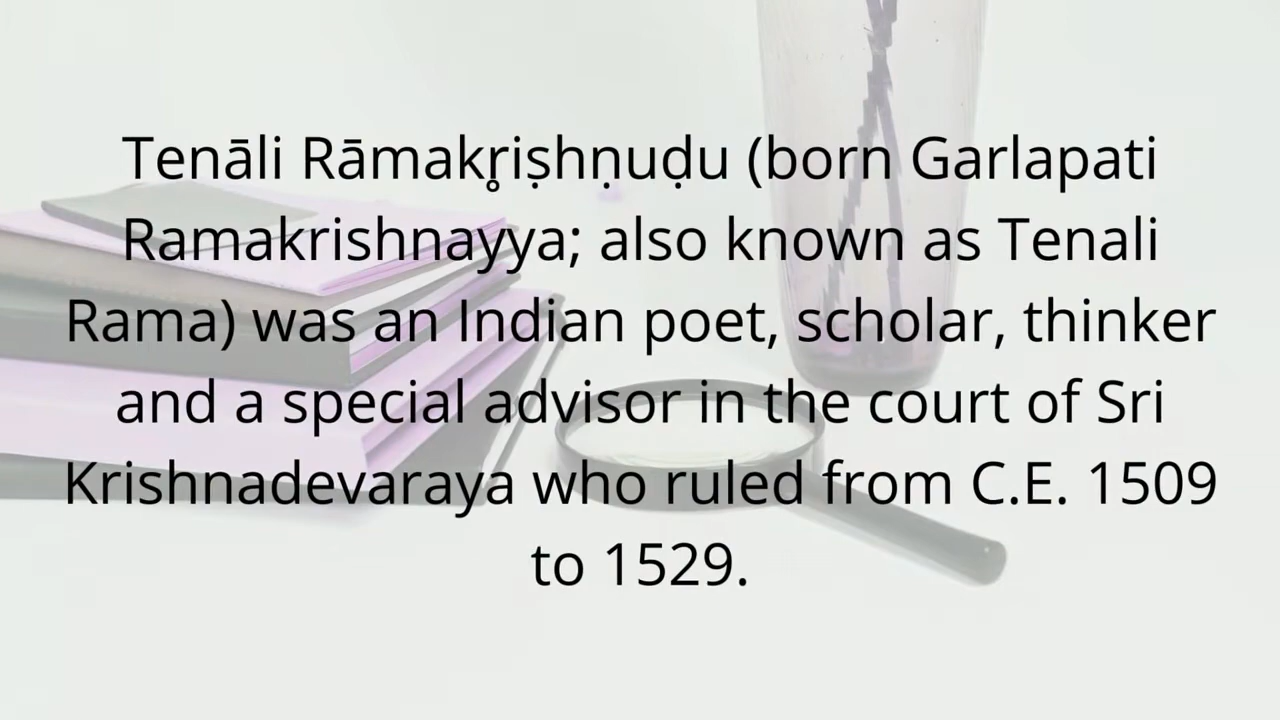 Tenāli Rāmakr̥iṣhṇuḍu (born Garlapati
Ramakrishnayya; also known as Tenali
Rama) was an Indian poet, scholar, thinker
and a special advisor in the court of Sri
Krishnadevaraya who ruled from C.E. 1509
to 1529.